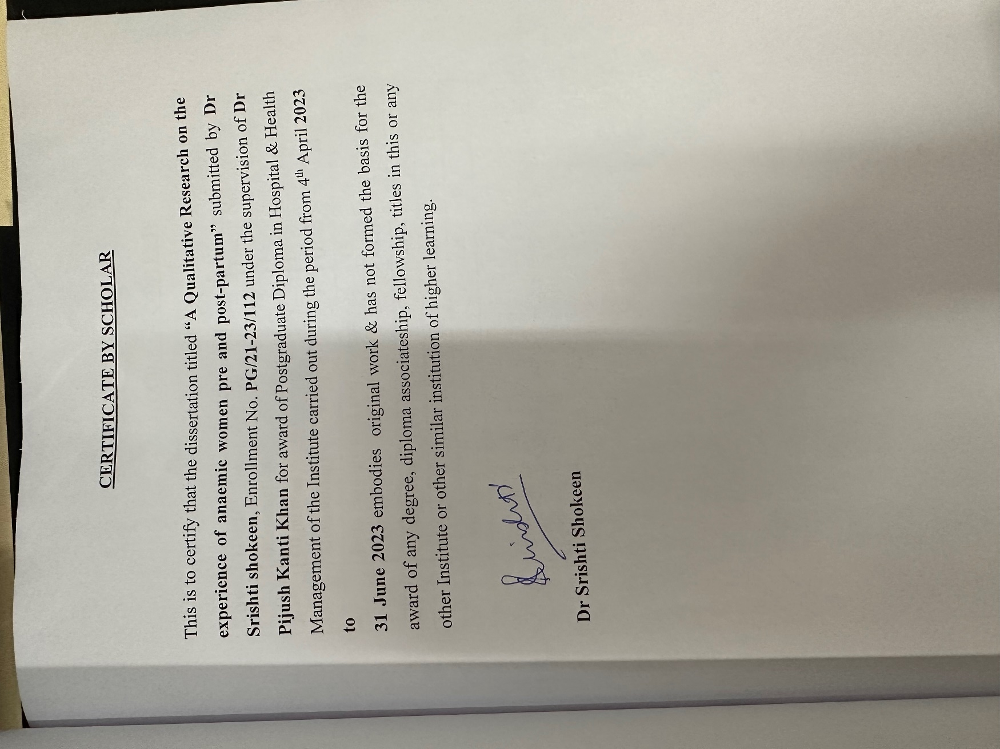 CERTIFICATE BY SCHOLAR
This is to certify that the dissertation titled “A Qualitative Research on the
experience of anaemic women pre and post-partum” submitted by Dr
Srishti shokeen, Enrollment No. PG/21-23/112 under the supervision of Dr
Pijush Kanti Khan for award of Postgraduate Diploma in Hospital & Health
Management of the Institute carried out during the period from 4th April 2023
to
31 June 2023 embodies original work & has not formed the basis for the
award of any degree, diploma associateship, fellowship, titles in this or any
other Institute or other similar institution of higher learning.
Dr Srishti Shokeen